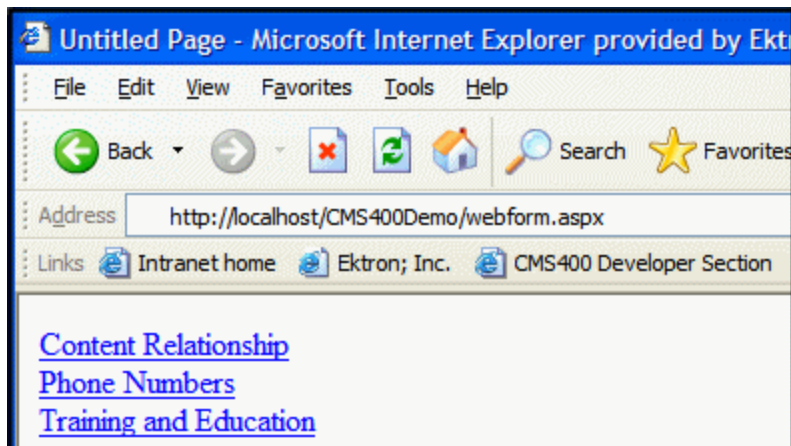 Untitled Page - Microsoft Internet Explorer provided by
File Edit View Favorites Tools Help
Back Search Favorites
Address http://localhost/CMS400Demo/webform.aspx
Links Intranet home Ektron; Inc. CMS400 Developer Section
Content Relationship
Phone Numbers
Training and Education